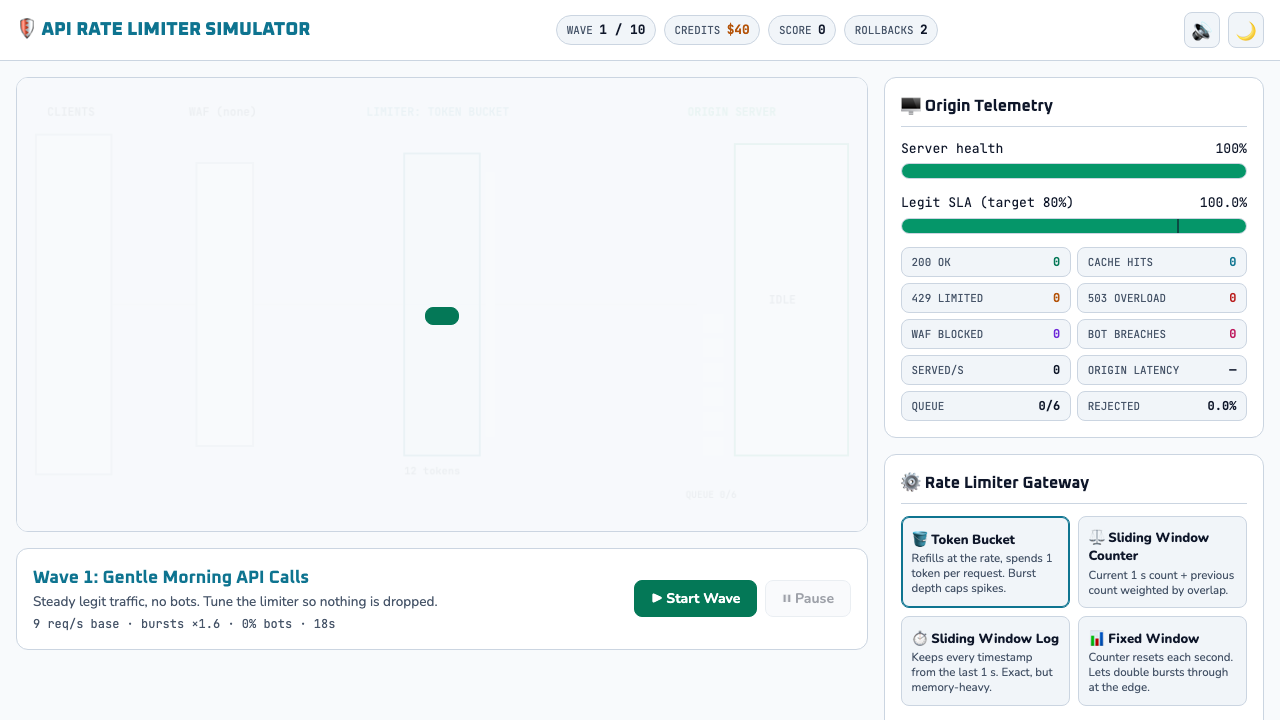 API RATE LIMITER SIMULATOR
WAVE 1 / 10
CREDITS $40
SCORE 0
ROLLBACKS 2
CLIENTS
WAF (none)
LIMITER: TOKEN BUCKET
ORIGIN SERVER
IDLE
12 tokens
QUEUE 0/6
Wave 1: Gentle Morning API Calls
Steady legit traffic, no bots. Tune the limiter so nothing is dropped.
9 req/s base · bursts ×1.6 · 0% bots · 18s
Start Wave
Pause
Origin Telemetry
Server health 100%
Legit SLA (target 80%) 100.0%
200 OK 0
CACHE HITS 0
429 LIMITED 0
503 OVERLOAD 0
WAF BLOCKED 0
BOT BREACHES 0
SERVED/S 0
ORIGIN LATENCY —
QUEUE 0/6
REJECTED 0.0%
Rate Limiter Gateway
Token Bucket
Refills at the rate, spends 1
token per request. Burst
depth caps spikes.
Sliding Window
Counter
Current 1 s count + previous
count weighted by overlap.
Sliding Window Log
Keeps every timestamp
from the last 1 s. Exact, but
memory-heavy.
Fixed Window
Counter resets each second.
Lets double bursts through
at the edge.